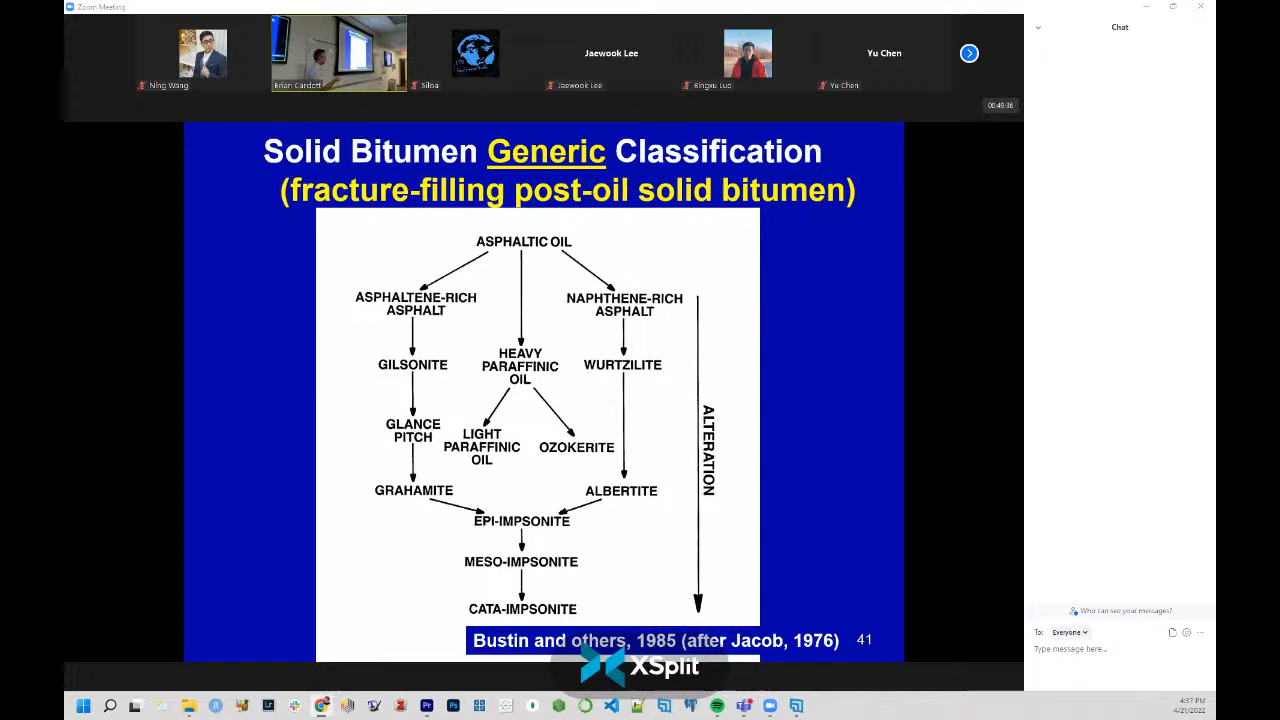 Zoom Meeting
Chat
Jaewook Lee
Yu Chen
Ning Wang
Brian Cardott
Siloa
Jaewook Lee
Bingxu Luo
Yu Chen
00:49:36
Solid Bitumen Generic Classification
(fracture-filling post-oil solid bitumen)
ASPHALTIC OIL
ASPHALTENE-RICH
ASPHALT
NAPHTHENE-RICH
ASPHALT
GILSONITE
HEAVY
PARAFFINIC
OIL
WURTZILITE
GLANCE
PITCH
LIGHT
PARAFFINIC
OIL
OZOKERITE
ALTERATION
GRAHAMITE
ALBERTITE
EPI-IMPSONITE
MESO-IMPSONITE
CATA-IMPSONITE
Bustin and others, 1985 (after Jacob, 1976)
41
XSplit
Who can see your messages?
To:
Everyone
Type message here...
4:37 PM
4/21/2022